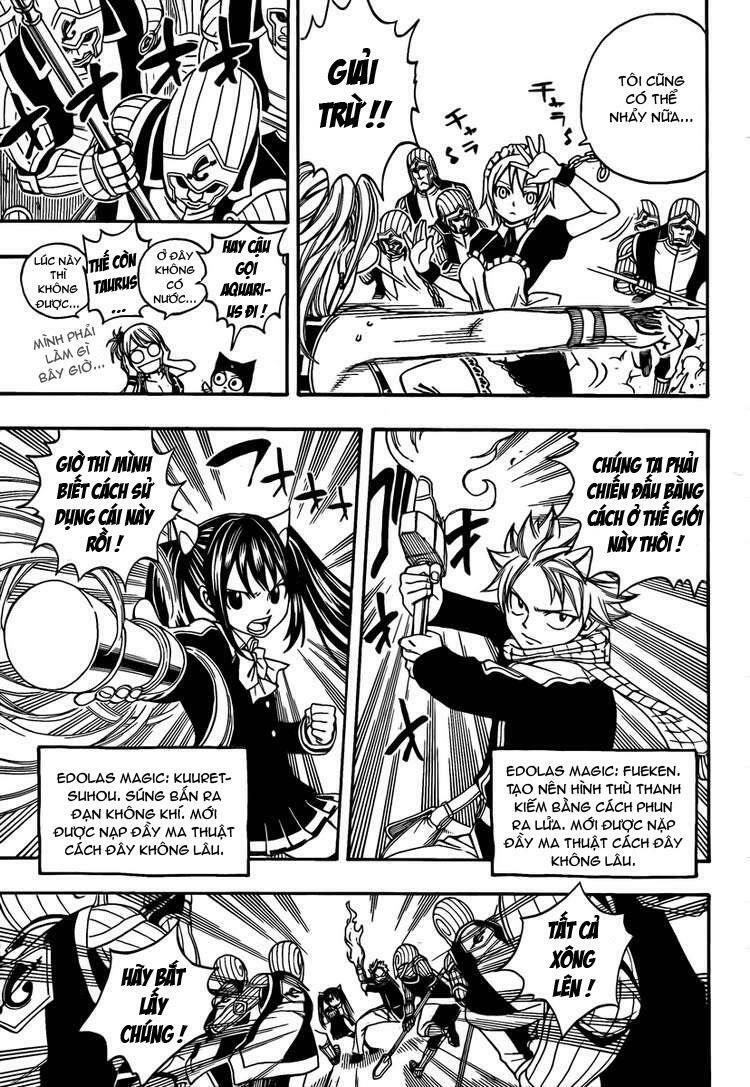 TÔI CŨNG
CÓ THỂ
NHẢY NỮA...
GIẢI
TRỪ !!
HAY CẬU
GỌI
AQUARI-
US ĐI !
Ở ĐÂY
KHÔNG CÓ
NƯỚC...
THẾ CÒN
TAURUS
...
LÚC NÀY
THÌ
KHÔNG
ĐƯỢC...
MÌNH PHẢI
LÀM GÌ
BÂY GIỜ...
CHÚNG TA PHẢI
CHIẾN ĐẤU BẰNG
CÁCH Ở THẾ GIỚI
NÀY THÔI !
EDOLAS MAGIC: FUEKEN.
TẠO NÊN HÌNH THÙ THANH
KIẾM BẰNG CÁCH PHUN
RA LỬA. MỚI ĐƯỢC NẠP
ĐẦY MA THUẬT CÁCH ĐÂY
KHÔNG LÂU.
GIỜ THÌ MÌNH
BIẾT CÁCH SỬ
DỤNG CÁI NÀY
RỒI !
EDOLAS MAGIC: KUURET-
SUHOU. SÚNG BẮN RA
ĐẠN KHÔNG KHÍ. MỚI
ĐƯỢC NẠP ĐẦY MA THUẬT
CÁCH ĐÂY KHÔNG LÂU.
TẤT CẢ
XÔNG
LÊN !
HÃY BẮT
LẤY
CHÚNG !